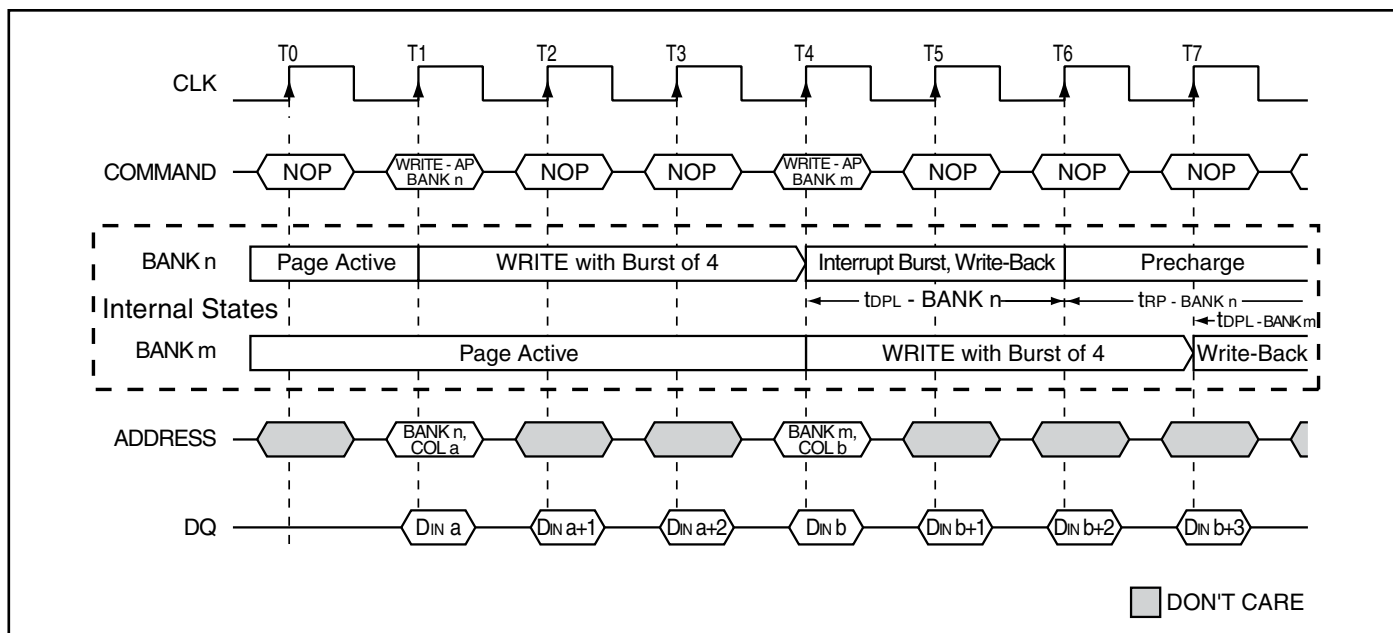 T0 T1 T2 T3 T4 T5 T6 T7
CLK
COMMAND NOP WRITE - AP BANK n NOP NOP WRITE - AP BANK m NOP NOP NOP
BANK n Page Active WRITE with Burst of 4 Interrupt Burst, Write-Back Precharge
tDPL - BANK n tRP - BANK n
Internal States
tDPL - BANK m
BANK m Page Active WRITE with Burst of 4 Write-Back
ADDRESS BANK n, COL a BANK m, COL b
DQ DIN a DIN a+1 DIN a+2 DIN b DIN b+1 DIN b+2 DIN b+3
DON'T CARE